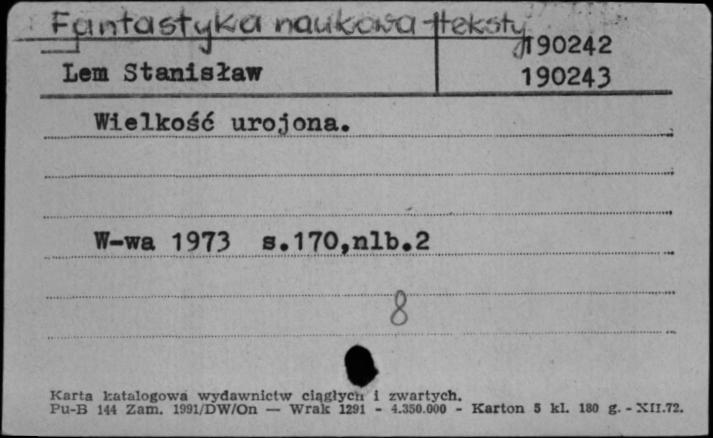 Fantastyka naukowa - teksty
190242
Lem Stanisław 190243
Wielkość urojona.
W-wa 1973 s.170,nlb.2
8
Karta katalogowa wydawnictw ciągłych i zwartych.
Pu-B 144 Zam. 1991/DW/On — Wrak 1291 - 4.350.000 - Karton 5 kl. 180 g. - XII.72.